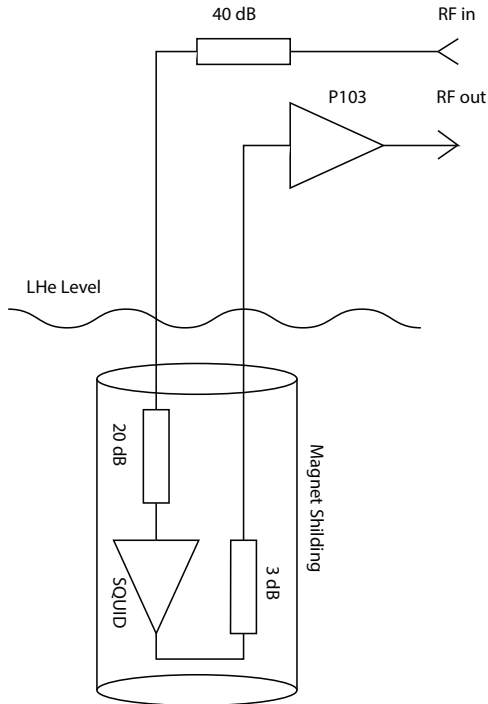 40 dB
RF in
P103
RF out
LHe Level
20 dB
Magnet Shilding
SQUID
3 dB